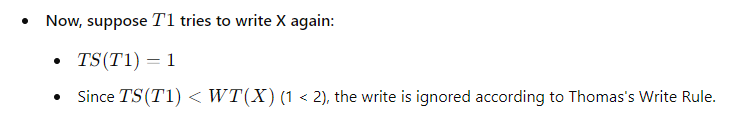 • Now, suppose T1 tries to write X again:
• TS(T1) = 1
• Since TS(T1) < WT(X) (1 < 2), the write is ignored according to Thomas's Write Rule.